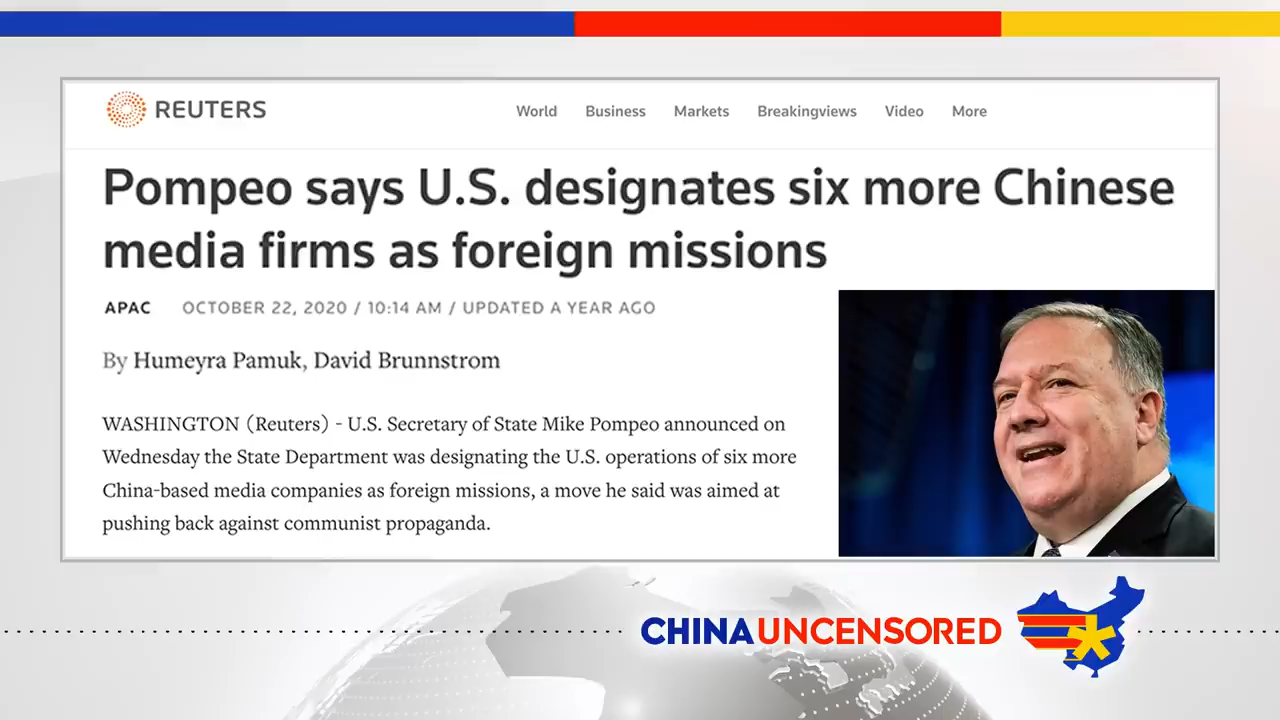 REUTERS
World Business Markets Breakingviews Video More
Pompeo says U.S. designates six more Chinese
media firms as foreign missions
APAC OCTOBER 22, 2020 / 10:14 AM / UPDATED A YEAR AGO
By Humeyra Pamuk, David Brunnstrom
WASHINGTON (Reuters) - U.S. Secretary of State Mike Pompeo announced on
Wednesday the State Department was designating the U.S. operations of six more
China-based media companies as foreign missions, a move he said was aimed at
pushing back against communist propaganda.
CHINA UNCENSORED